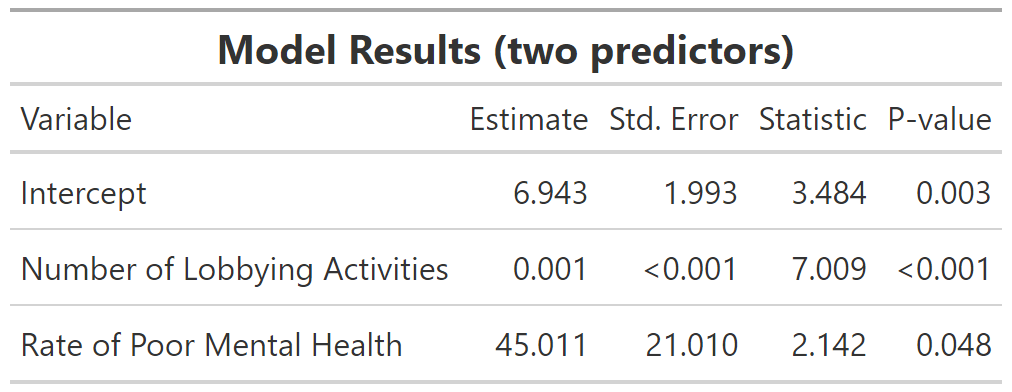 Model Results (two predictors)
Variable Estimate Std. Error Statistic P-value
Intercept 6.943 1.993 3.484 0.003
Number of Lobbying Activities 0.001 <0.001 7.009 <0.001
Rate of Poor Mental Health 45.011 21.010 2.142 0.048